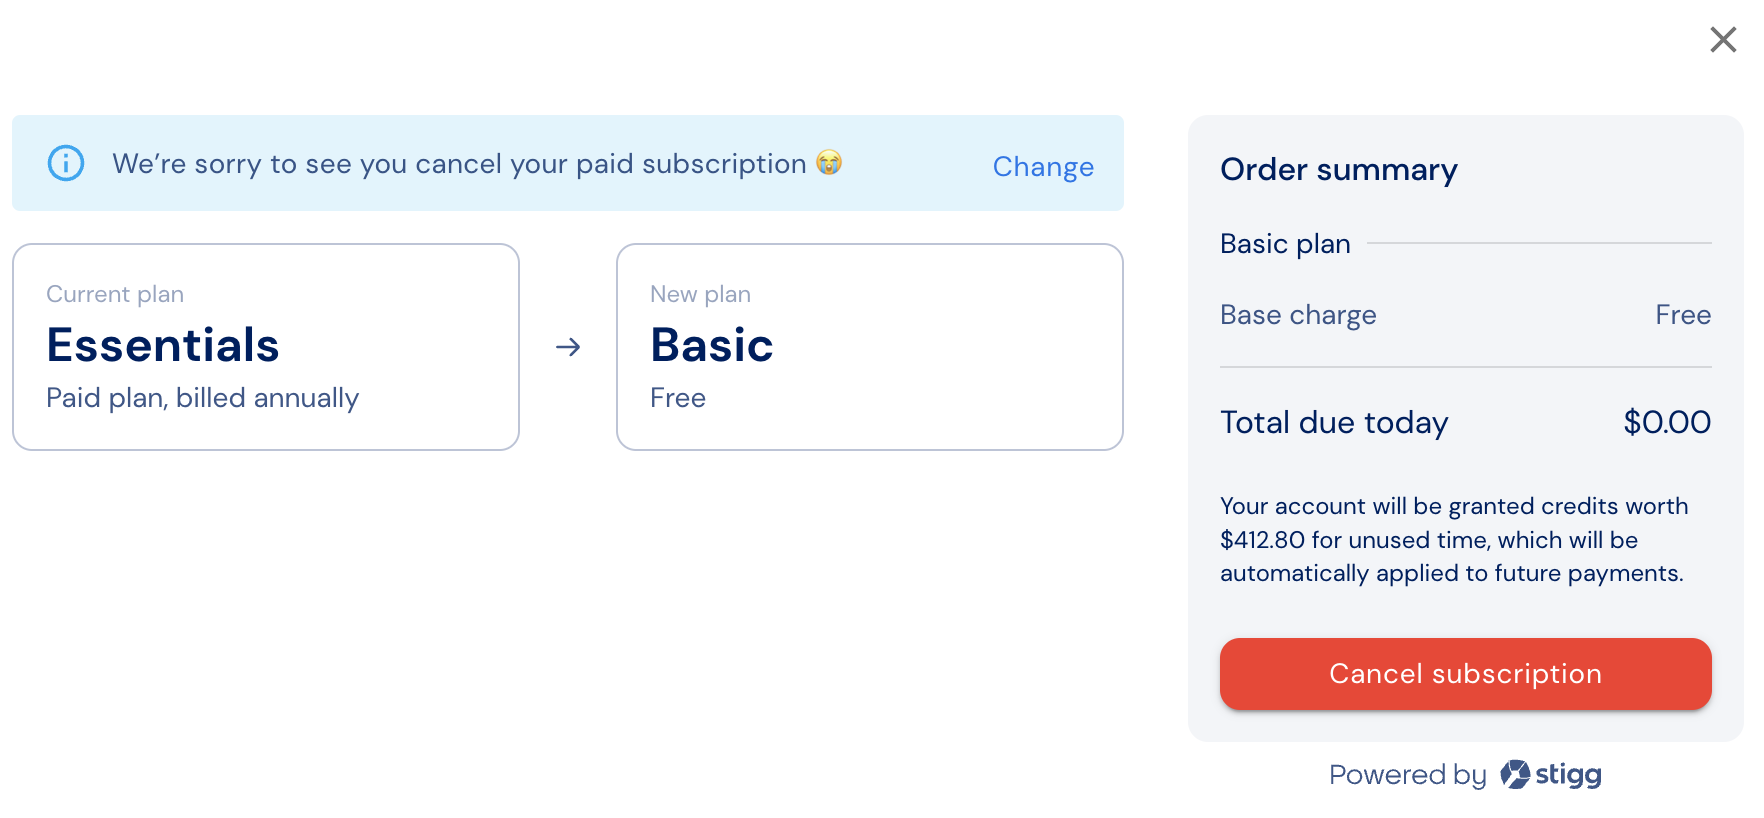 We’re sorry to see you cancel your paid subscription 😭
Change
Current plan
Essentials
Paid plan, billed annually
→
New plan
Basic
Free
Order summary
Basic plan
Base charge Free
Total due today $0.00
Your account will be granted credits worth
$412.80 for unused time, which will be
automatically applied to future payments.
Cancel subscription
Powered by stigg